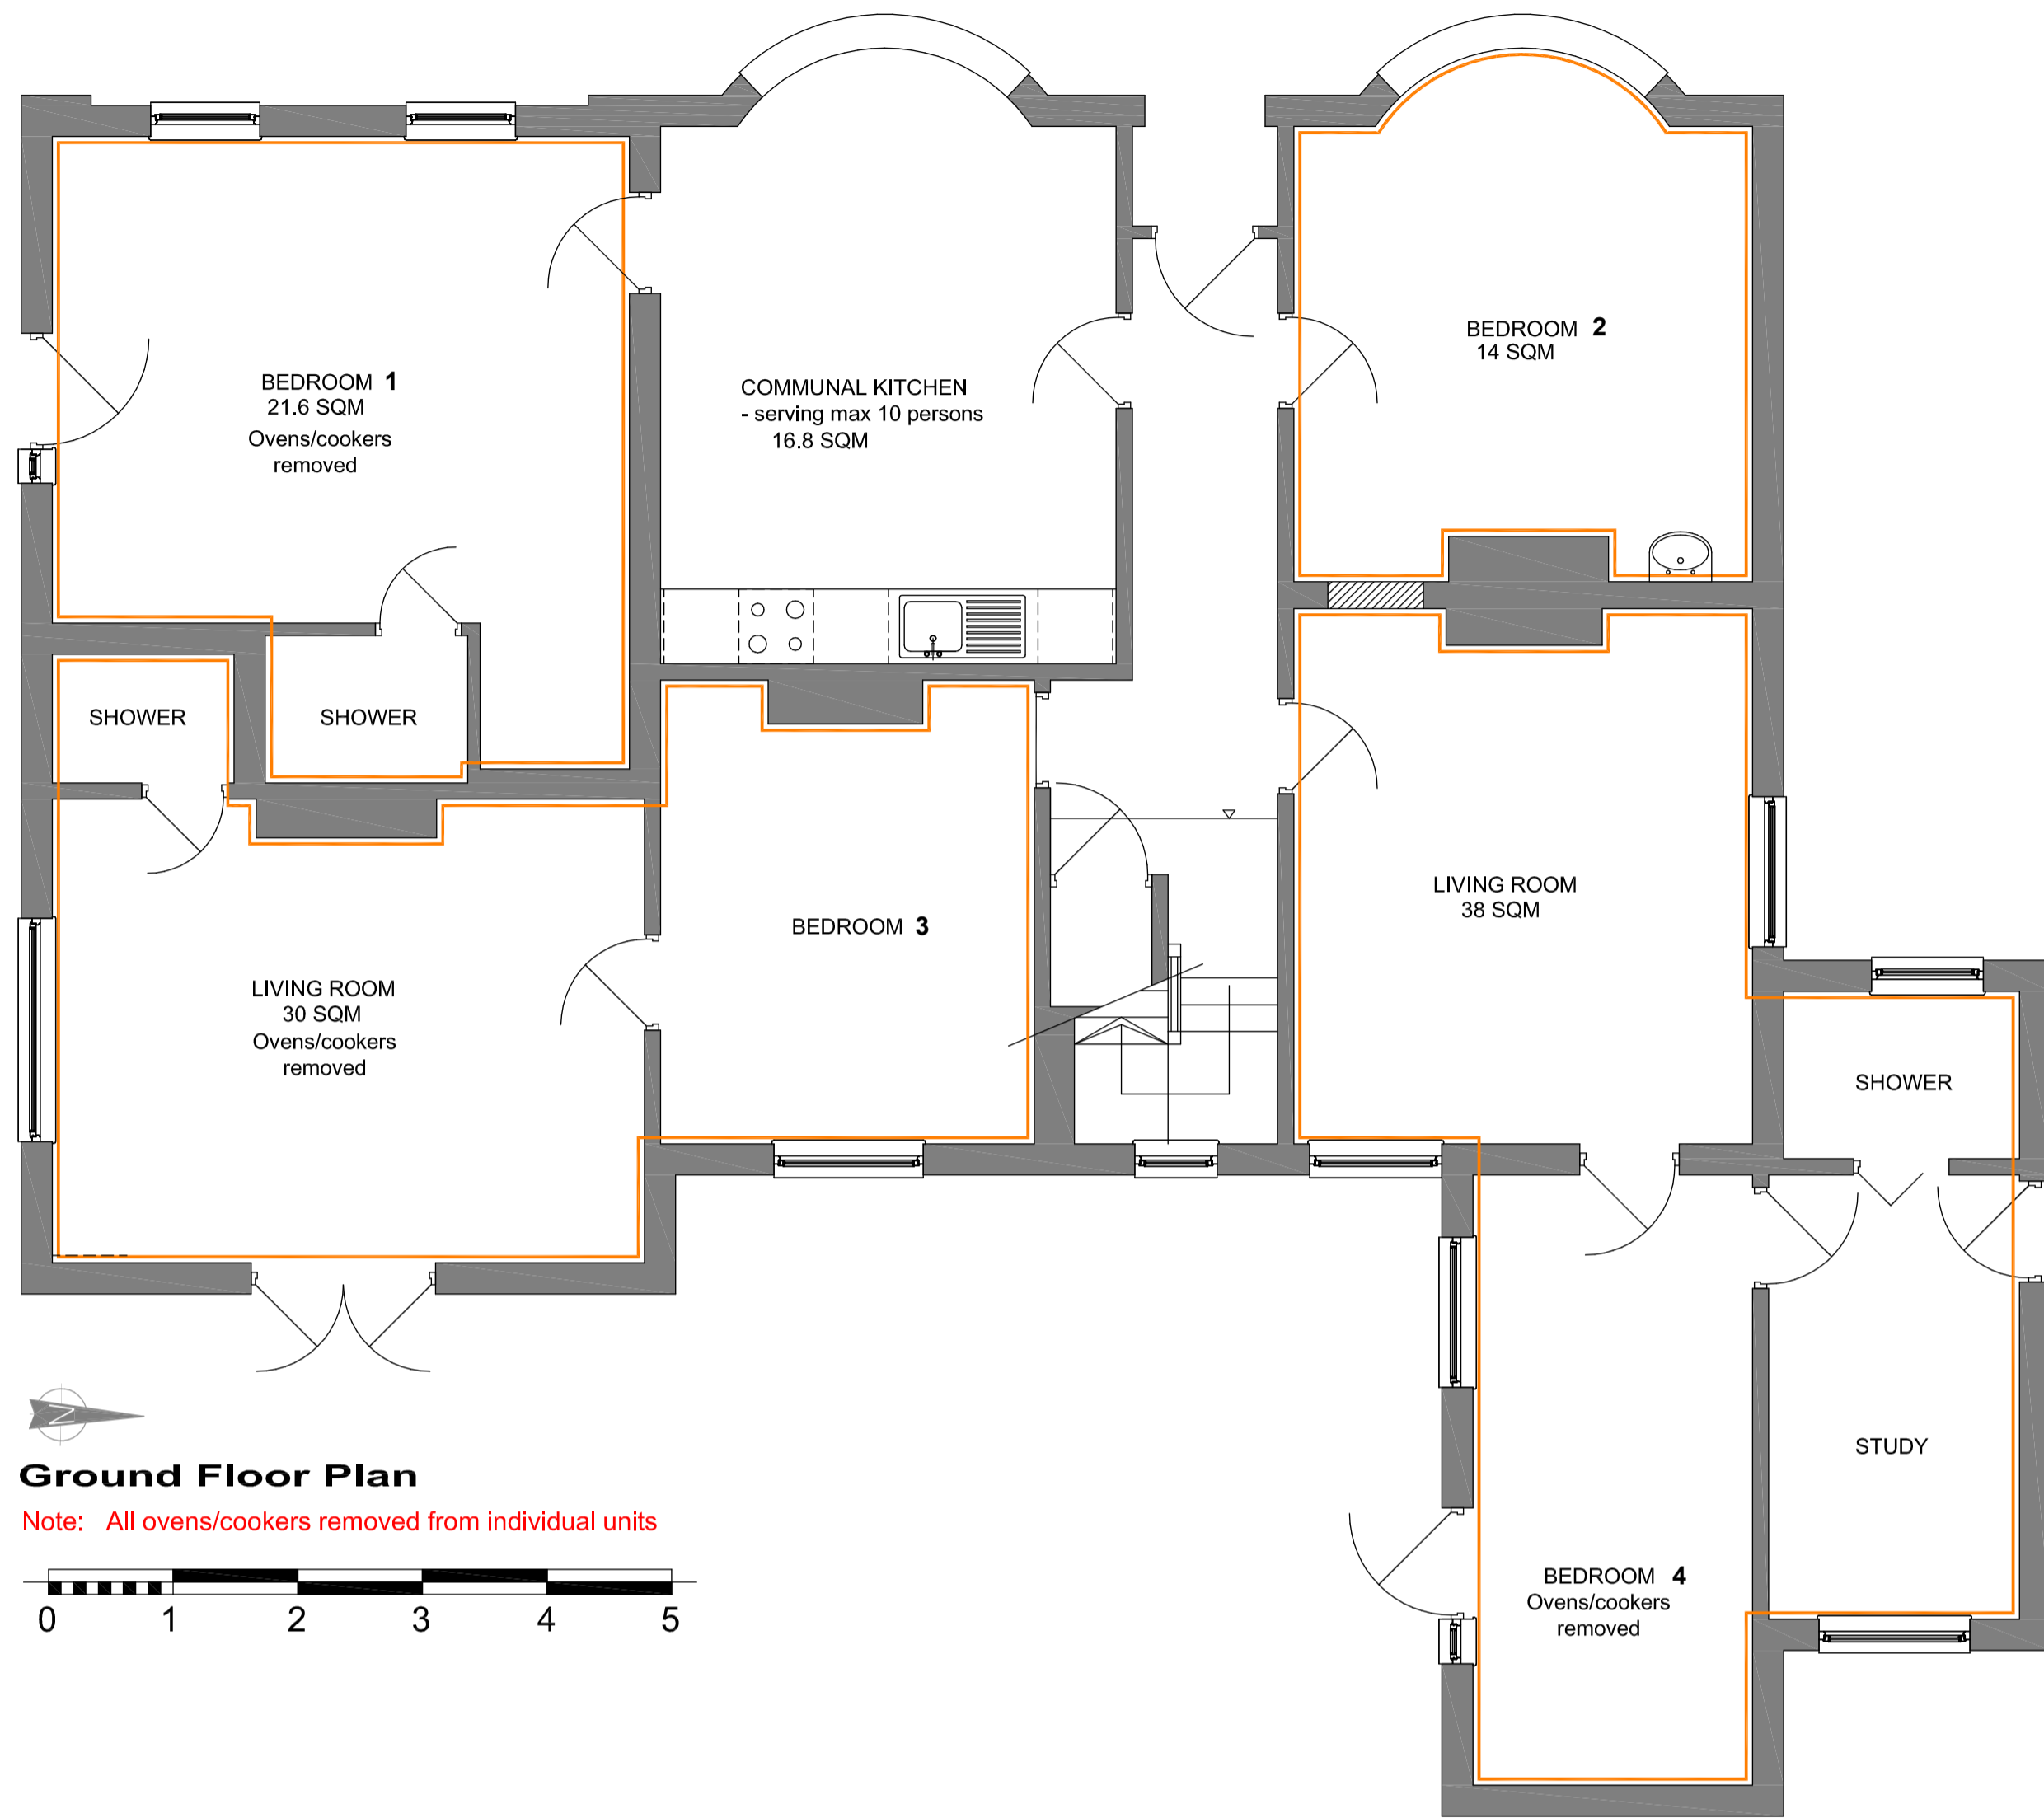 BEDROOM 1
21.6 SQM
Ovens/cookers
removed
COMMUNAL KITCHEN
- serving max 10 persons
16.8 SQM
BEDROOM 2
14 SQM
SHOWER
SHOWER
BEDROOM 3
LIVING ROOM
38 SQM
LIVING ROOM
30 SQM
Ovens/cookers
removed
SHOWER
STUDY
BEDROOM 4
Ovens/cookers
removed
N
Ground Floor Plan
Note: All ovens/cookers removed from individual units
0 1 2 3 4 5